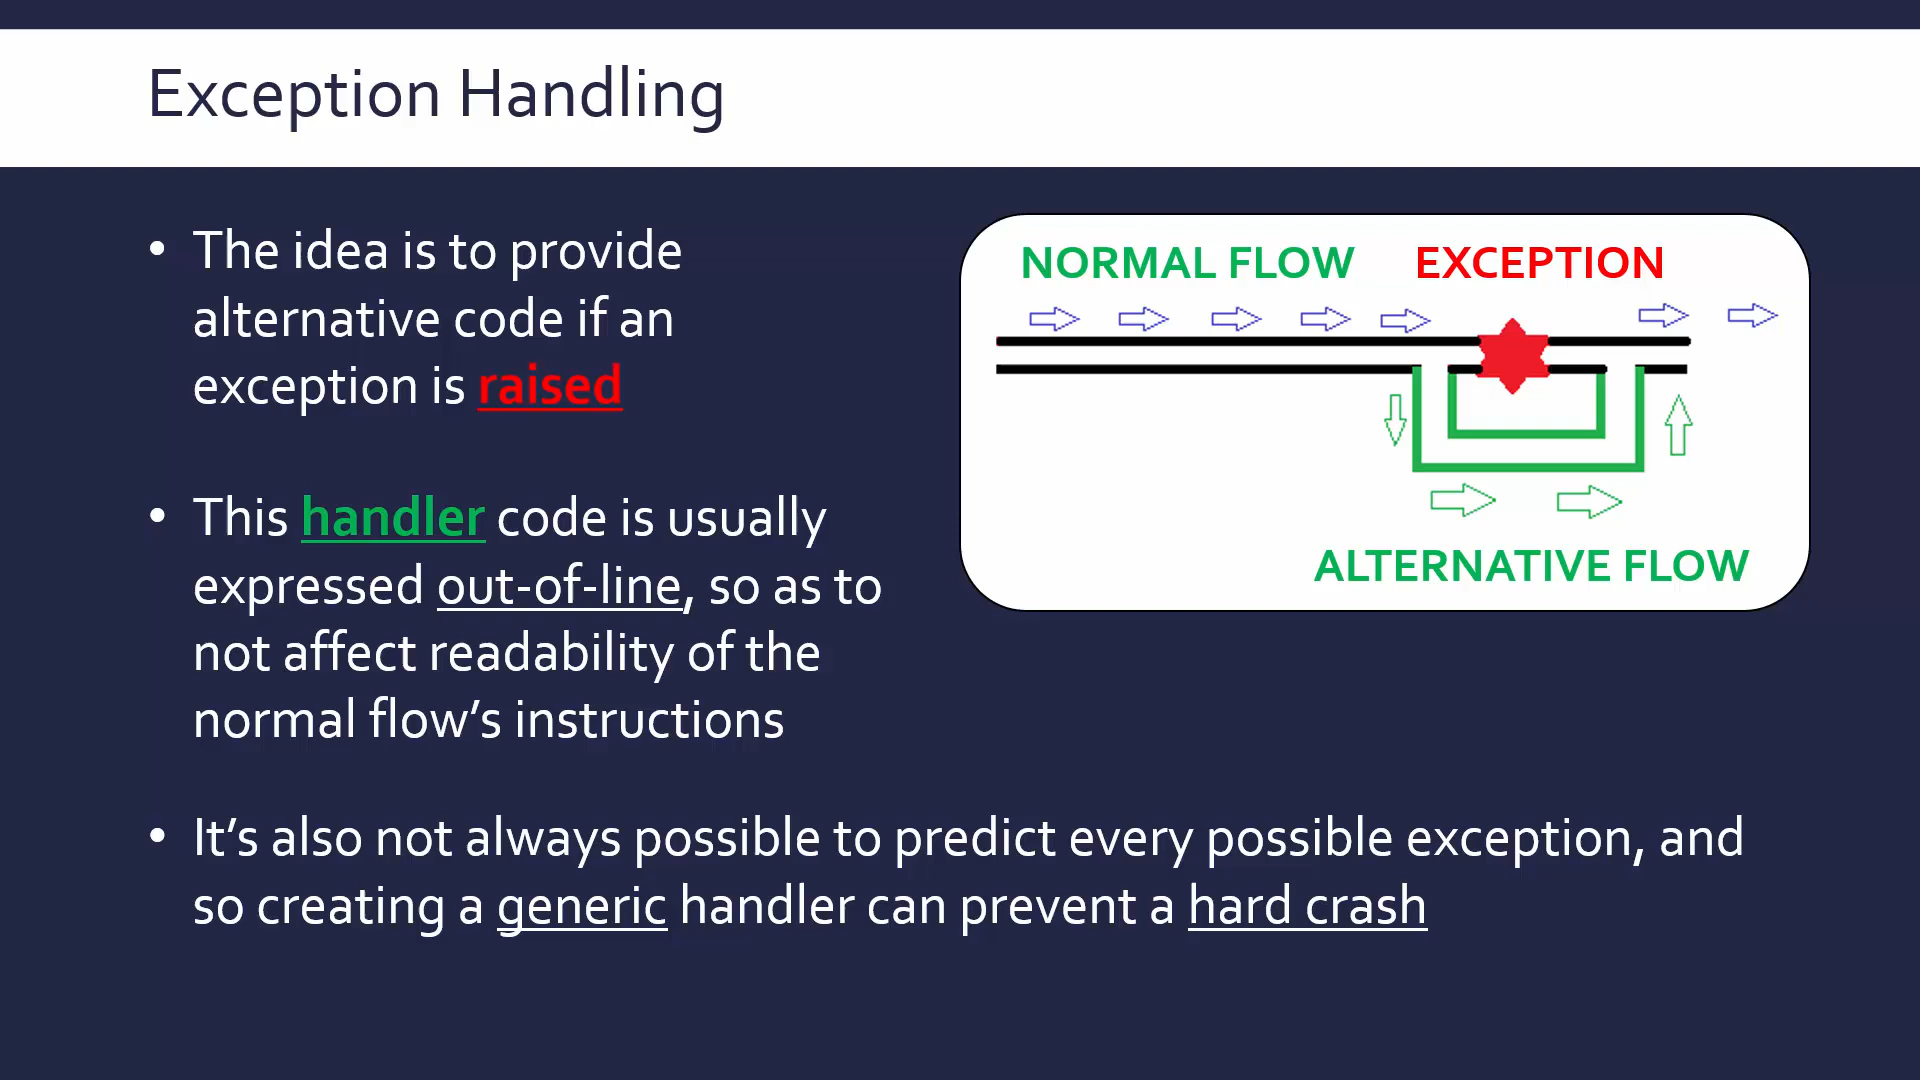 Exception Handling
• The idea is to provide
alternative code if an
exception is raised
• This handler code is usually
expressed out-of-line, so as to
not affect readability of the
normal flow’s instructions
• It’s also not always possible to predict every possible exception, and
so creating a generic handler can prevent a hard crash
NORMAL FLOW EXCEPTION
ALTERNATIVE FLOW